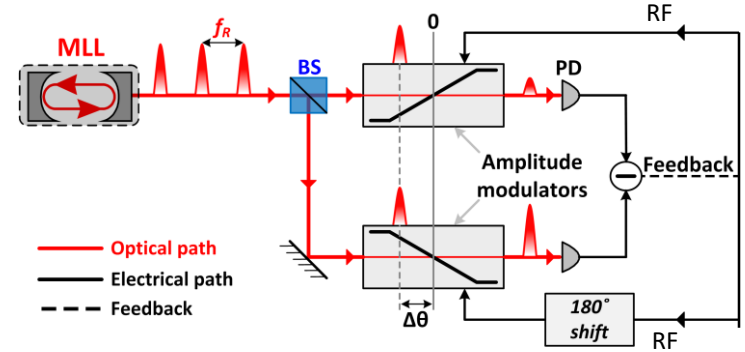 MLL
f_R
BS
0
RF
PD
Amplitude
modulators
Feedback
Optical path
Electrical path
Feedback
Δθ
180°
shift
RF